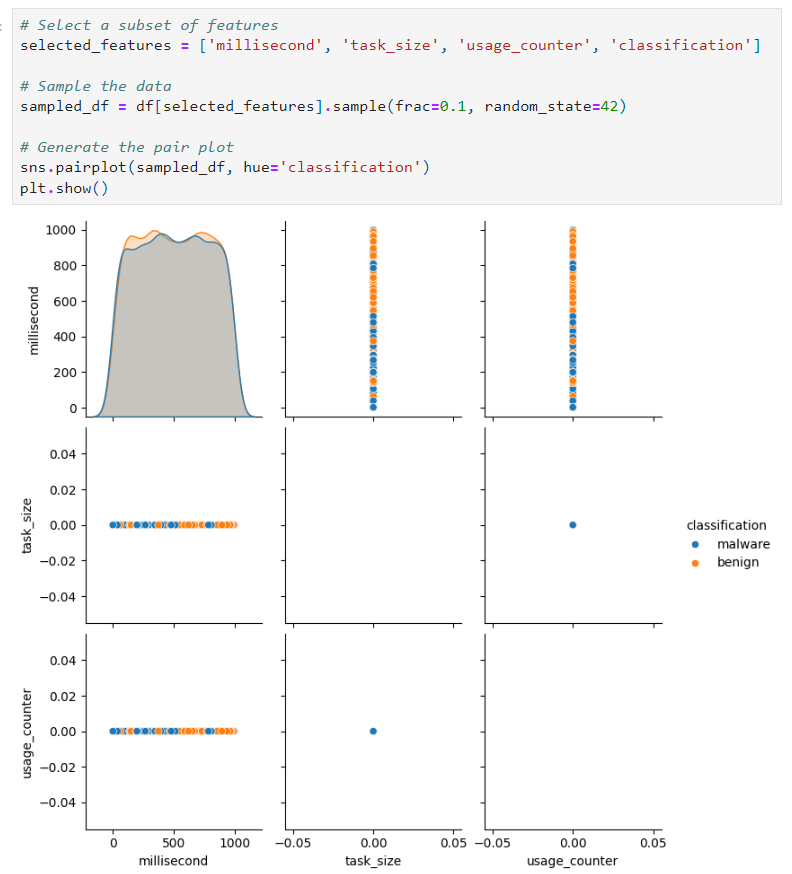 # Select a subset of features
selected_features = ['millisecond', 'task_size', 'usage_counter', 'classification']
# Sample the data
sampled_df = df[selected_features].sample(frac=0.1, random_state=42)
# Generate the pair plot
sns.pairplot(sampled_df, hue='classification')
plt.show()
1000
800
600
400
200
0
millisecond
0.04
0.02
0.00
−0.02
−0.04
task_size
classification
malware
benign
0.04
0.02
0.00
−0.02
−0.04
usage_counter
0 500 1000
millisecond
−0.05 0.00 0.05
task_size
−0.05 0.00 0.05
usage_counter